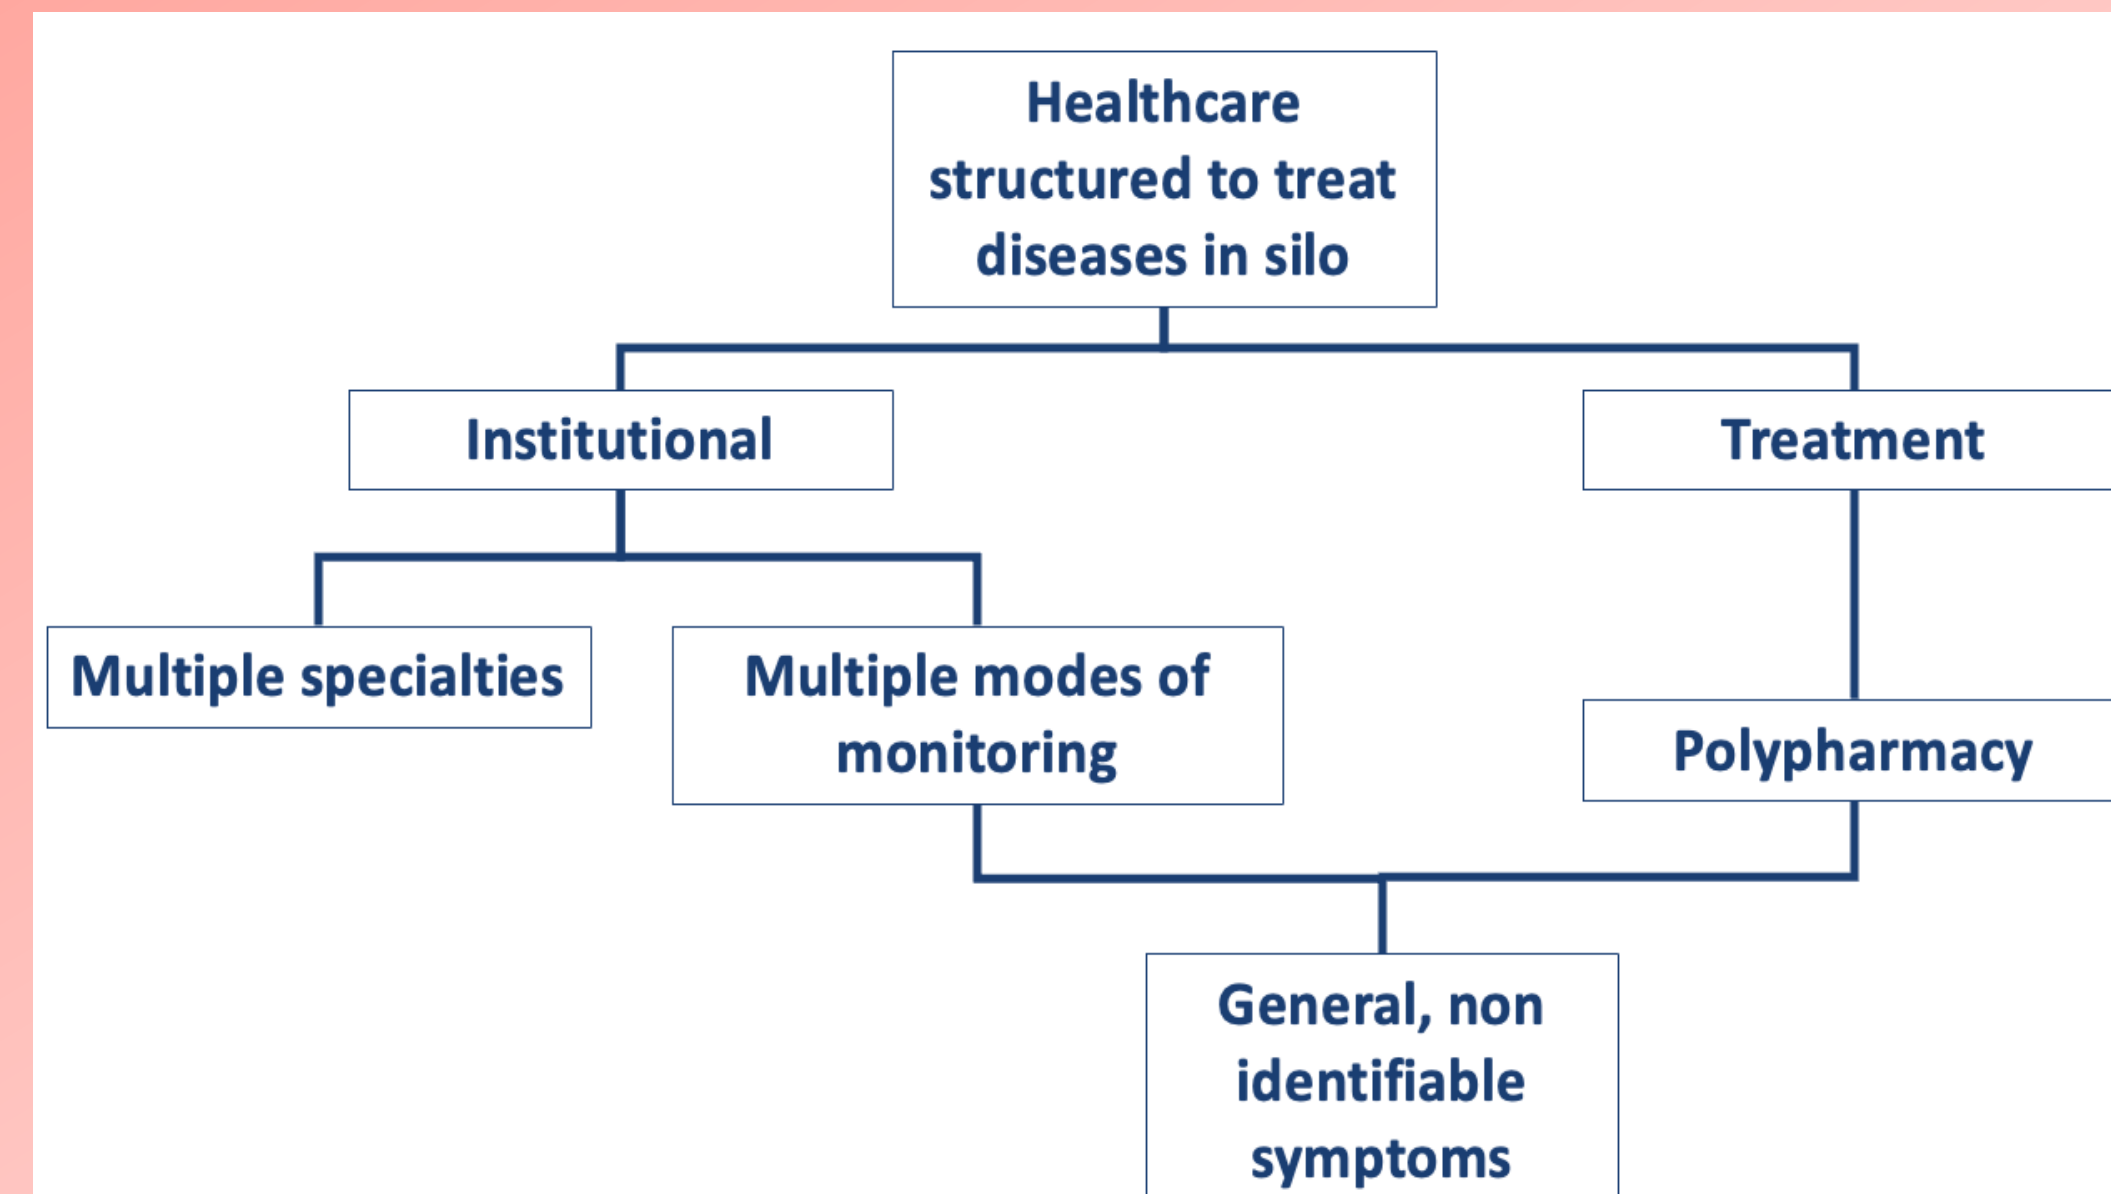 Healthcare
structured to treat
diseases in silo
Institutional
Treatment
Multiple specialties
Multiple modes of
monitoring
Polypharmacy
General, non
identifiable
symptoms